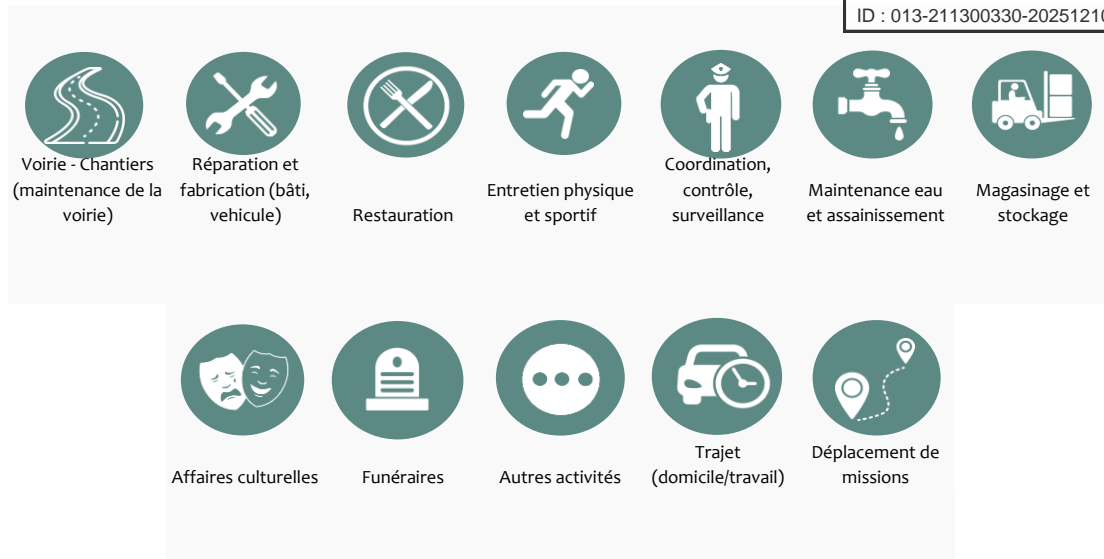 ID : 013-211300330-20251210
Voirie - Chantiers
(maintenance de la
voirie)
Réparation et
fabrication (bâti,
vehicule)
Restauration
Entretien physique
et sportif
Coordination,
contrôle,
surveillance
Maintenance eau
et assainissement
Magasinage et
stockage
Affaires culturelles
Funéraires
Autres activités
Trajet
(domicile/travail)
Déplacement de
missions